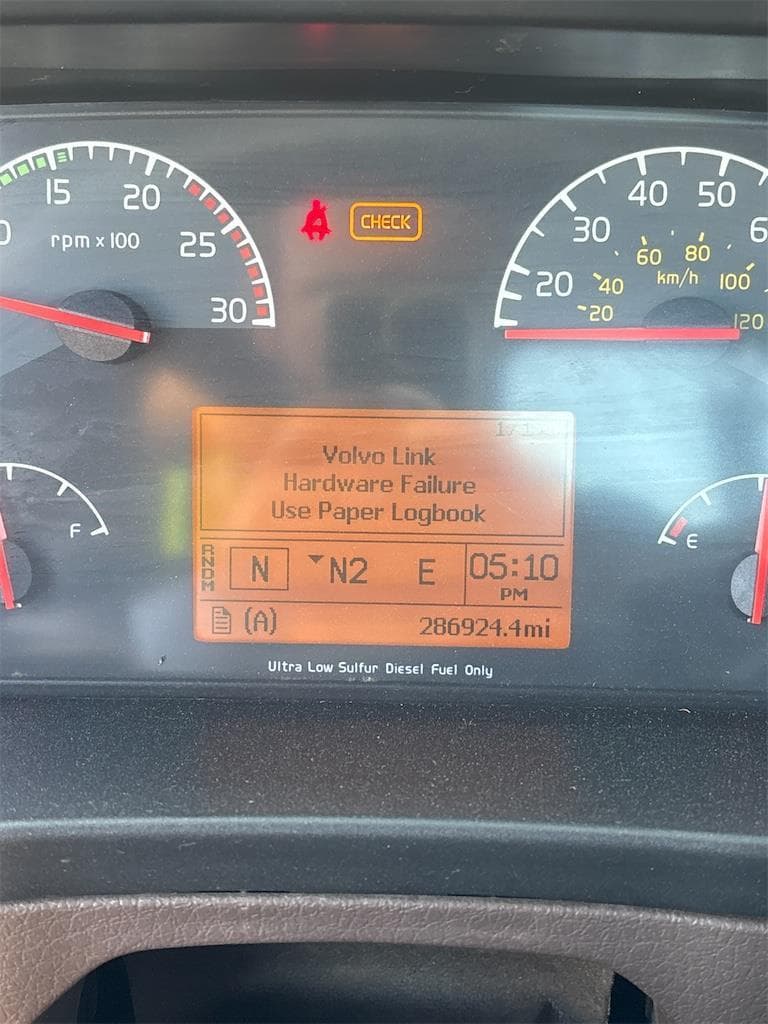 15
20
25
30
rpm x 100
CHECK
20
30
40
50
20
40
60
80
100
120
km/h
F
E
Volvo Link
Hardware Failure
Use Paper Logbook
RNDM
N
N2
E
05:10
PM
(A)
286924.4mi
Ultra Low Sulfur Diesel Fuel Only